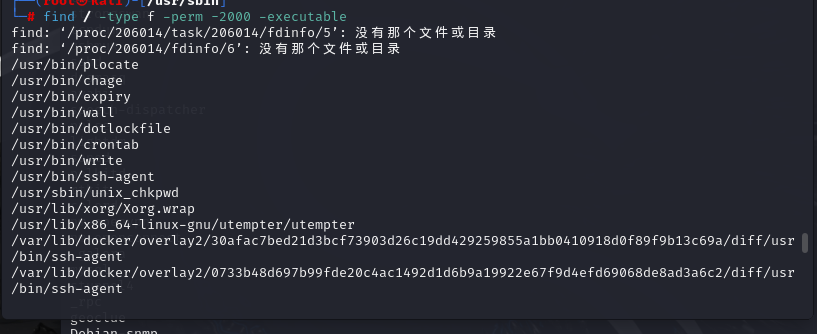 (root㉿kali)-[/usr/sbin]
# find / -type f -perm -2000 -executable
find: ‘/proc/206014/task/206014/fdinfo/5’: 没有那个文件或目录
find: ‘/proc/206014/fdinfo/6’: 没有那个文件或目录
/usr/bin/plocate
/usr/bin/chage
/usr/bin/expiry
/usr/bin/wall
/usr/bin/dotlockfile
/usr/bin/crontab
/usr/bin/write
/usr/bin/ssh-agent
/usr/sbin/unix_chkpwd
/usr/lib/xorg/Xorg.wrap
/usr/lib/x86_64-linux-gnu/utempter/utempter
/var/lib/docker/overlay2/30afac7bed21d3bcf73903d26c19dd429259855a1bb0410918d0f89f9b13c69a/diff/usr
/bin/ssh-agent
/var/lib/docker/overlay2/0733b48d697b99fde20c4ac1492d1d6b9a19922e67f9d4efd69068de8ad3a6c2/diff/usr
/bin/ssh-agent
geoclue
Debian-snmp